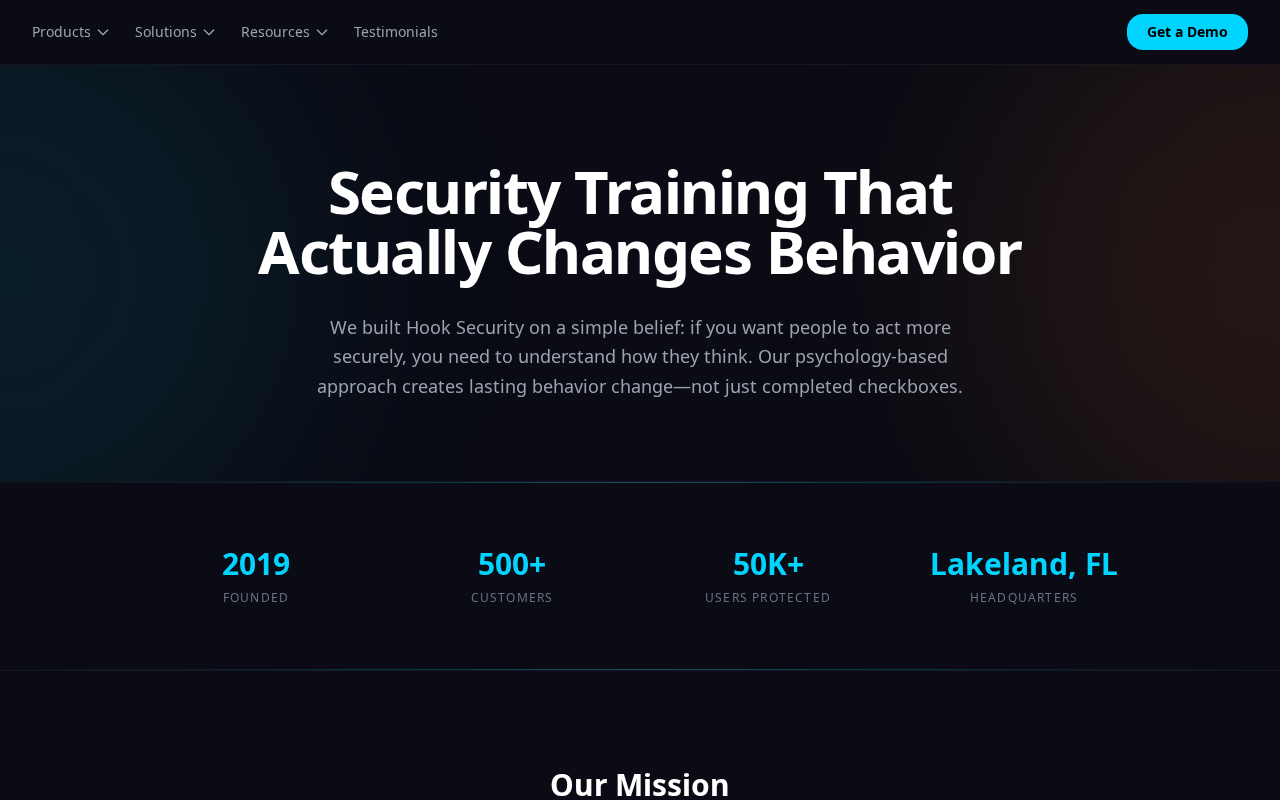 Products
Solutions
Resources
Testimonials
Get a Demo
Security Training That
Actually Changes Behavior
We built Hook Security on a simple belief: if you want people to act more
securely, you need to understand how they think. Our psychology-based
approach creates lasting behavior change—not just completed checkboxes.
2019
FOUNDED
500+
CUSTOMERS
50K+
USERS PROTECTED
Lakeland, FL
HEADQUARTERS
Our Mission